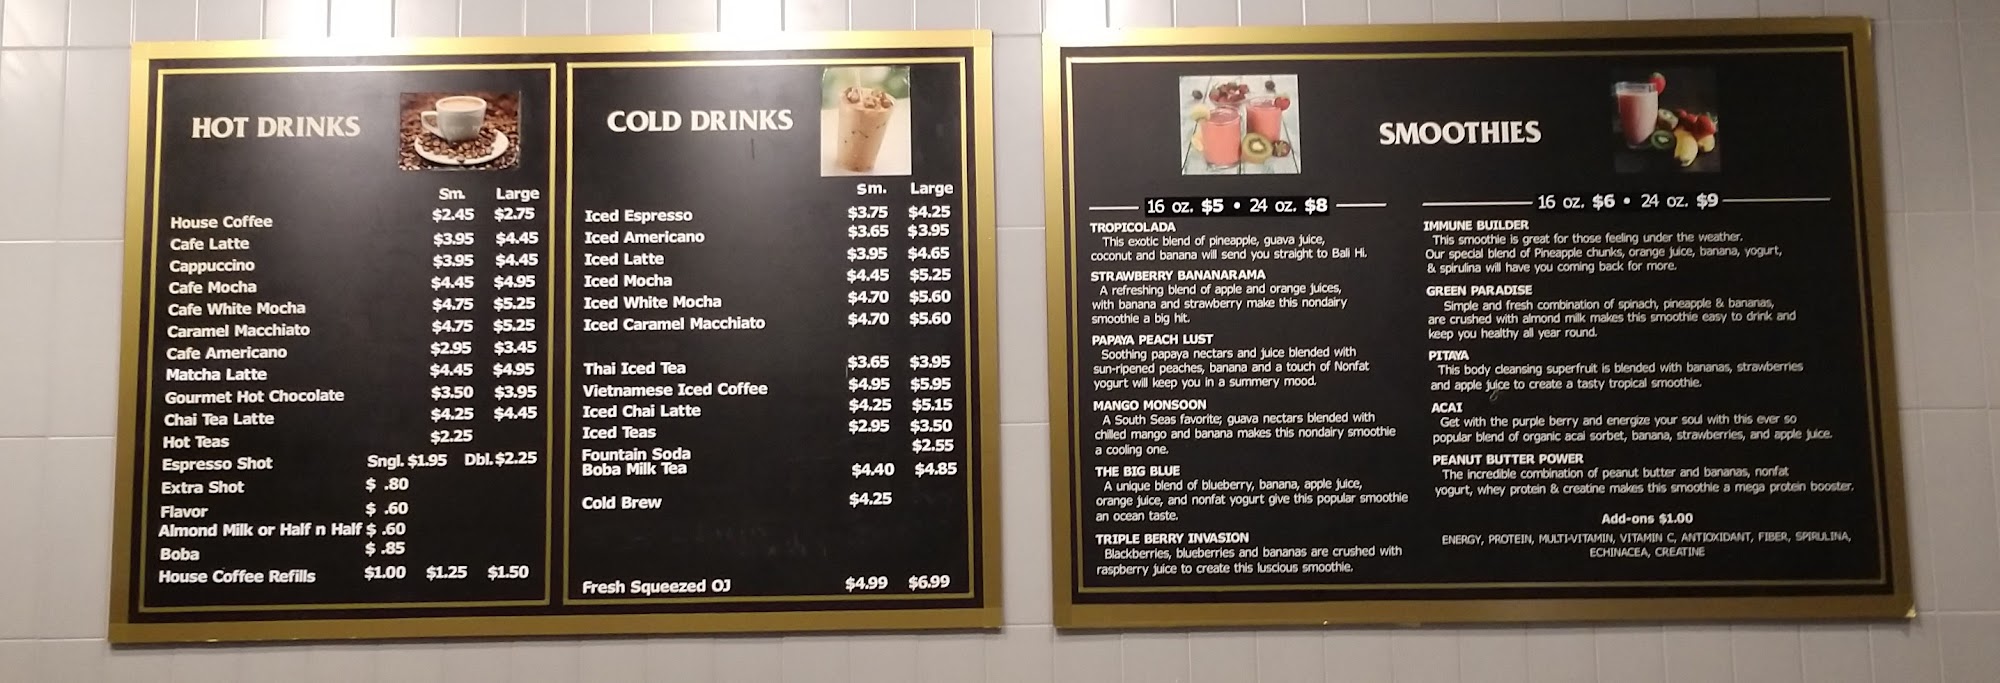 HOT DRINKS
Sm. Large
House Coffee $2.45 $2.75
Cafe Latte $3.95 $4.45
Cappuccino $3.95 $4.45
Cafe Mocha $4.45 $4.95
Cafe White Mocha $4.75 $5.25
Caramel Macchiato $4.75 $5.25
Cafe Americano $2.95 $3.45
Matcha Latte $4.45 $4.95
Gourmet Hot Chocolate $3.50 $3.95
Chai Tea Latte $4.25 $4.45
Hot Teas $2.25
Espresso Shot Sngl. $1.95 Dbl. $2.25
Extra Shot $ .80
Flavor $ .60
Almond Milk or Half n Half $ .60
Boba $ .85
House Coffee Refills $1.00 $1.25 $1.50
COLD DRINKS
Sm. Large
Iced Espresso $3.75 $4.25
Iced Americano $3.65 $3.95
Iced Latte $3.95 $4.65
Iced Mocha $4.45 $5.25
Iced White Mocha $4.70 $5.60
Iced Caramel Macchiato $4.70 $5.60
Thai Iced Tea $3.65 $3.95
Vietnamese Iced Coffee $4.95 $5.95
Iced Chai Latte $4.25 $5.15
Iced Teas $2.95 $3.50
Fountain Soda $2.55
Boba Milk Tea $4.40 $4.85
Cold Brew $4.25
Fresh Squeezed OJ $4.99 $6.99
SMOOTHIES
16 oz. $5 • 24 oz. $8
TROPICOLADA
This exotic blend of pineapple, guava juice,
coconut and banana will send you straight to Bali Hi.
STRAWBERRY BANANARAMA
A refreshing blend of apple and orange juices,
with banana and strawberry make this nondairy
smoothie a big hit.
PAPAYA PEACH LUST
Soothing papaya nectars and juice blended with
sun-ripened peaches, banana and a touch of Nonfat
yogurt will keep you in a summery mood.
MANGO MONSOON
A South Seas favorite; guava nectars blended with
chilled mango and banana makes this nondairy smoothie
a cooling one.
THE BIG BLUE
A unique blend of blueberry, banana, apple juice,
orange juice, and nonfat yogurt give this popular smoothie
an ocean taste.
TRIPLE BERRY INVASION
Blackberries, blueberries and bananas are crushed with
raspberry juice to create this luscious smoothie.
16 oz. $6 • 24 oz. $9
IMMUNE BUILDER
This smoothie is great for those feeling under the weather.
Our special blend of Pineapple chunks, orange juice, banana, yogurt,
& spirulina will have you coming back for more.
GREEN PARADISE
Simple and fresh combination of spinach, pineapple & bananas,
are crushed with almond milk makes this smoothie easy to drink and
keep you healthy all year round.
PITAYA
This body cleansing superfruit is blended with bananas, strawberries
and apple juice to create a tasty tropical smoothie.
ACAI
Get with the purple berry and energize your soul with this ever so
popular blend of organic acai sorbet, banana, strawberries, and apple juice.
PEANUT BUTTER POWER
The incredible combination of peanut butter and bananas, nonfat
yogurt, whey protein & creatine makes this smoothie a mega protein booster.
Add-ons $1.00
ENERGY, PROTEIN, MULTI-VITAMIN, VITAMIN C, ANTIOXIDANT, FIBER, SPIRULINA,
ECHINACEA, CREATINE